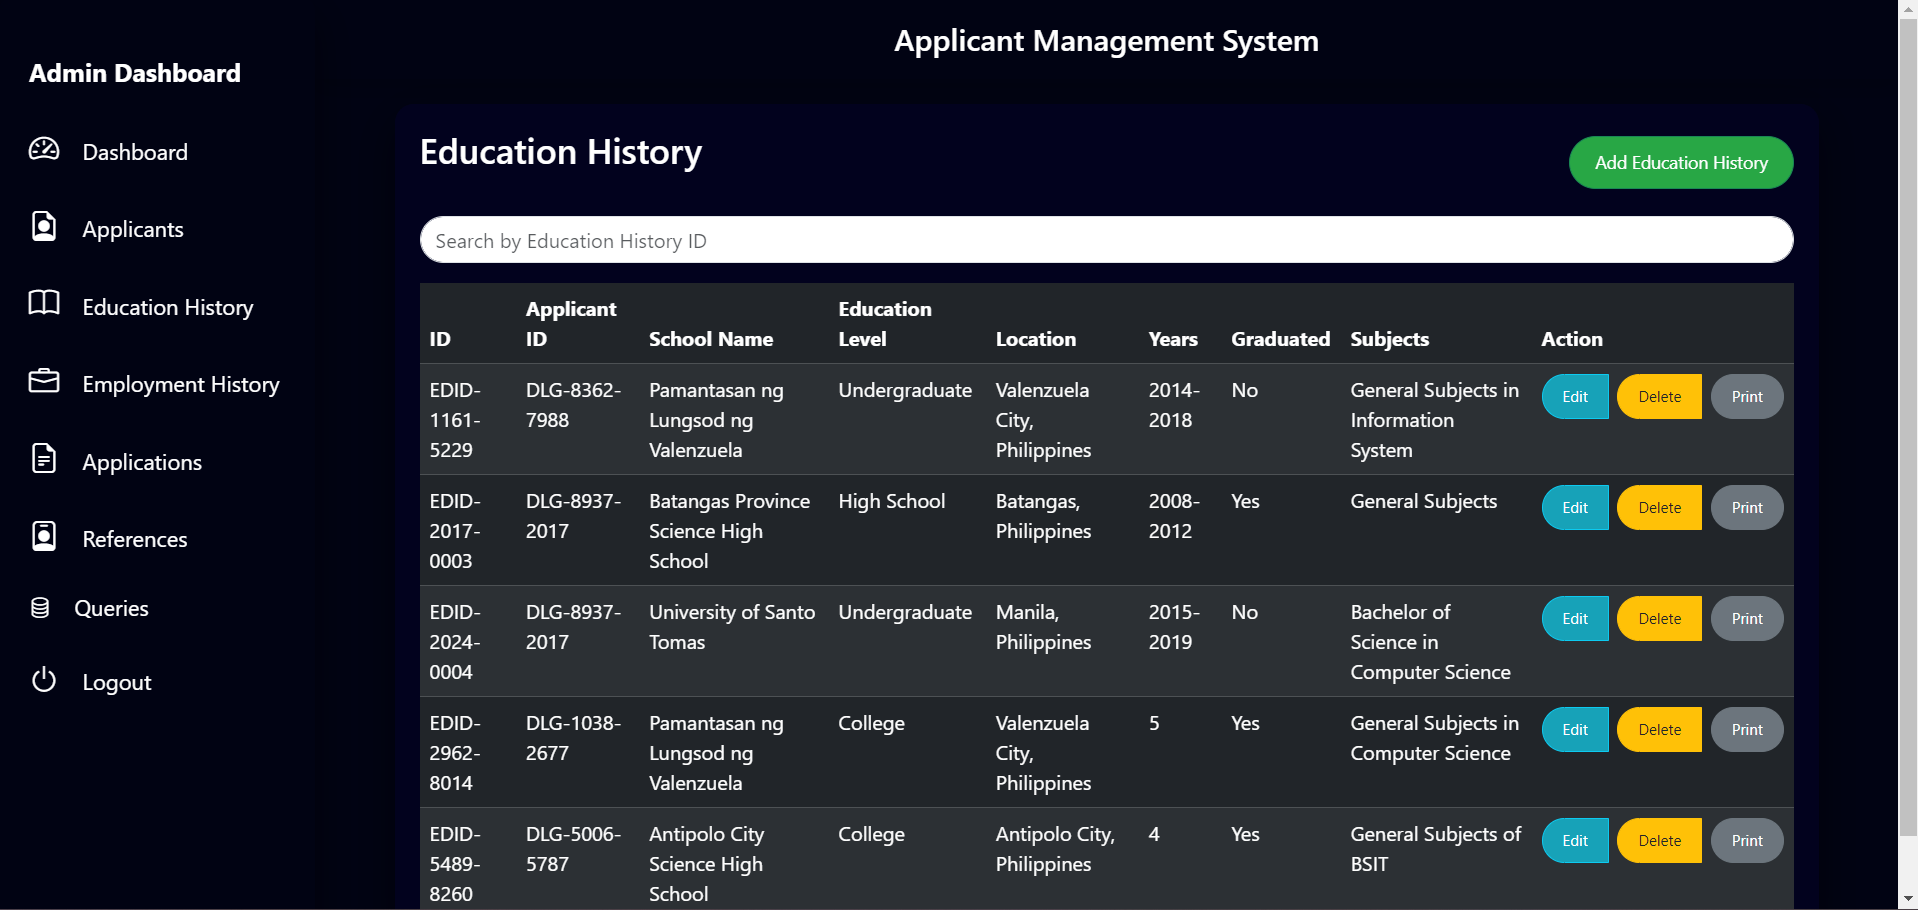 Applicant Management System
Admin Dashboard
Dashboard
Applicants
Education History
Employment History
Applications
References
Queries
Logout
Education History
Add Education History
Search by Education History ID
ID
Applicant
ID
School Name
Education
Level
Location
Years
Graduated
Subjects
Action
EDID-
1161-
5229
DLG-8362-
7988
Pamantasan ng
Lungsod ng
Valenzuela
Undergraduate
Valenzuela
City,
Philippines
2014-
2018
No
General Subjects in
Information
System
Edit
Delete
Print
EDID-
2017-
0003
DLG-8937-
2017
Batangas Province
Science High
School
High School
Batangas,
Philippines
2008-
2012
Yes
General Subjects
Edit
Delete
Print
EDID-
2024-
0004
DLG-8937-
2017
University of Santo
Tomas
Undergraduate
Manila,
Philippines
2015-
2019
No
Bachelor of
Science in
Computer Science
Edit
Delete
Print
EDID-
2962-
8014
DLG-1038-
2677
Pamantasan ng
Lungsod ng
Valenzuela
College
Valenzuela
City,
Philippines
5
Yes
General Subjects in
Computer Science
Edit
Delete
Print
EDID-
5489-
8260
DLG-5006-
5787
Antipolo City
Science High
School
College
Antipolo City,
Philippines
4
Yes
General Subjects of
BSIT
Edit
Delete
Print